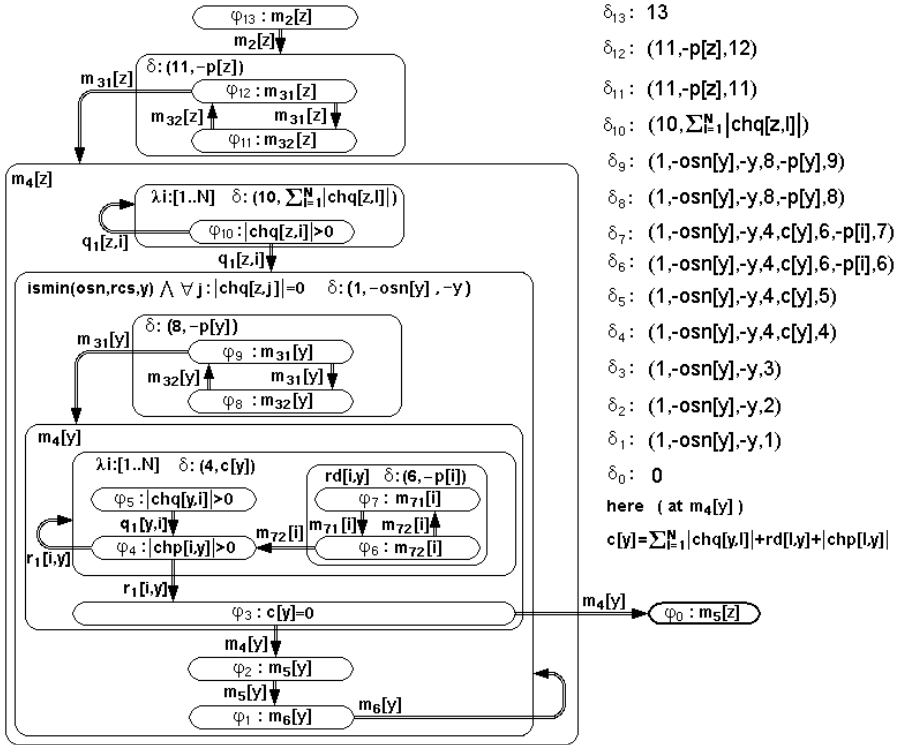 φ₁₃ : m₂[z]
m₂[z]
δ: (11,-p[z])
m₃₁[z]
φ₁₂ : m₃₁[z]
m₃₂[z] m₃₁[z]
φ₁₁ : m₃₂[z]
m₄[z]
λi:[1..N] δ: (10, ∑ᴺᵢ₌₁|chq[z,l]|)
φ₁₀ : |chq[z,i]|>0
q₁[z,i]
q₁[z,i]
ismin(osn,rcs,y) ⋀ ∀ j : |chq[z,j]|=0 δ: (1,-osn[y] ,-y)
δ: (8,-p[y])
m₃₁[y]
φ₉ : m₃₁[y]
m₃₂[y] m₃₁[y]
φ₈ : m₃₂[y]
m₄[y]
λi:[1..N] δ: (4,c[y])
rd[i,y] δ:(6,-p[i])
φ₅ : |chq[y,i]|>0
φ₇ : m₇₁[i]
q₁[y,i]
m₇₂[i]
m₇₁[i] m₇₂[i]
φ₄ : |chp[i,y]|>0
φ₆ : m₇₂[i]
r₁[i,y]
r₁[i,y]
φ₃ : c[y]=0
m₄[y]
φ₀ : m₅[z]
m₄[y]
φ₂ : m₅[y]
m₅[y]
φ₁ : m₆[y]
m₆[y]
δ₁₃ : 13
δ₁₂ : (11,-p[z],12)
δ₁₁ : (11,-p[z],11)
δ₁₀ : (10,∑ᴺᵢ₌₁|chq[z,l]|)
δ₉ : (1,-osn[y],-y,8,-p[y],9)
δ₈ : (1,-osn[y],-y,8,-p[y],8)
δ₇ : (1,-osn[y],-y,4,c[y],6,-p[i],7)
δ₆ : (1,-osn[y],-y,4,c[y],6,-p[i],6)
δ₅ : (1,-osn[y],-y,4,c[y],5)
δ₄ : (1,-osn[y],-y,4,c[y],4)
δ₃ : (1,-osn[y],-y,3)
δ₂ : (1,-osn[y],-y,2)
δ₁ : (1,-osn[y],-y,1)
δ₀ : 0
here ( at m₄[y] )
c[y]=∑ᴺᵢ₌₁|chq[y,l]|+rd[l,y]+|chp[l,y]|